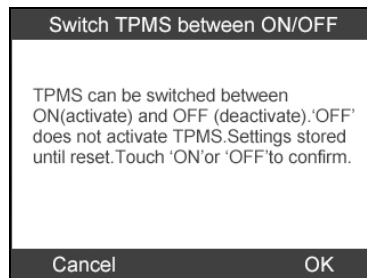 Switch TPMS between ON/OFF
TPMS can be switched between
ON(activate) and OFF (deactivate).‘OFF’
does not activate TPMS.Settings stored
until reset.Touch ‘ON’or ‘OFF’to confirm.
Cancel OK